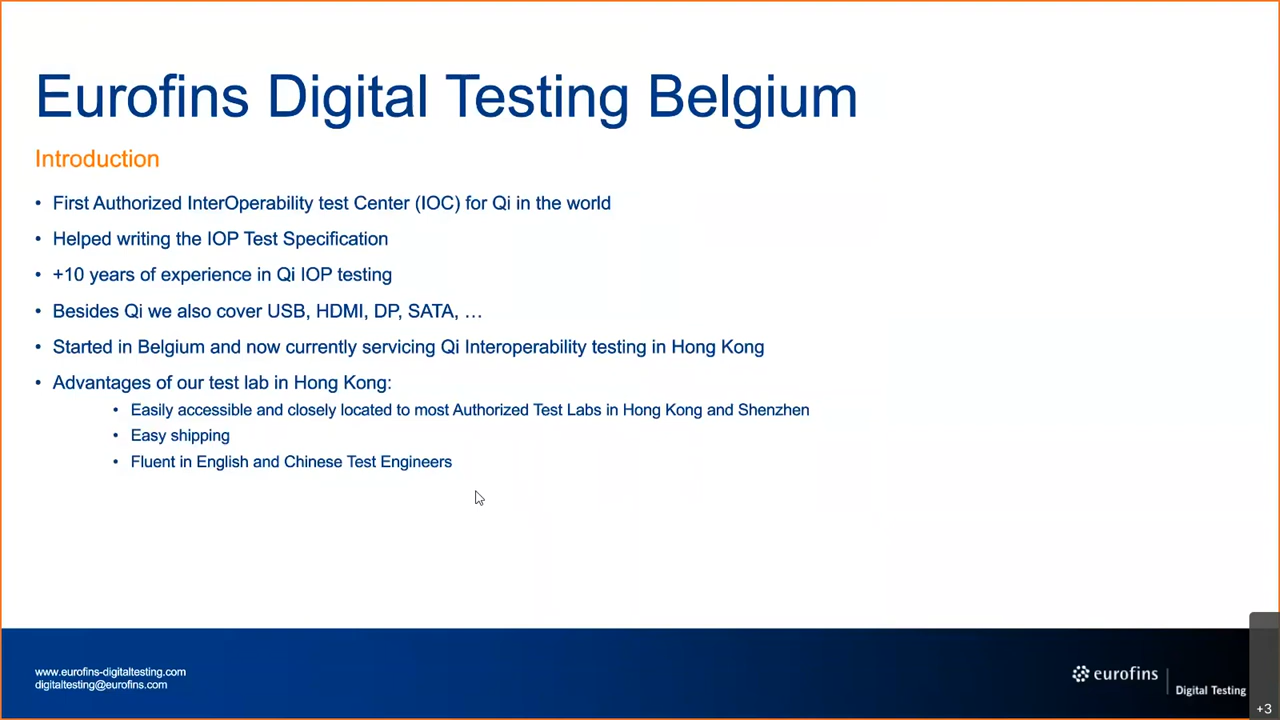 Eurofins Digital Testing Belgium
Introduction
• First Authorized InterOperability test Center (IOC) for Qi in the world
• Helped writing the IOP Test Specification
• +10 years of experience in Qi IOP testing
• Besides Qi we also cover USB, HDMI, DP, SATA, …
• Started in Belgium and now currently servicing Qi Interoperability testing in Hong Kong
• Advantages of our test lab in Hong Kong:
• Easily accessible and closely located to most Authorized Test Labs in Hong Kong and Shenzhen
• Easy shipping
• Fluent in English and Chinese Test Engineers
www.eurofins-digitaltesting.com
digitaltesting@eurofins.com
eurofins
Digital Testing
+3